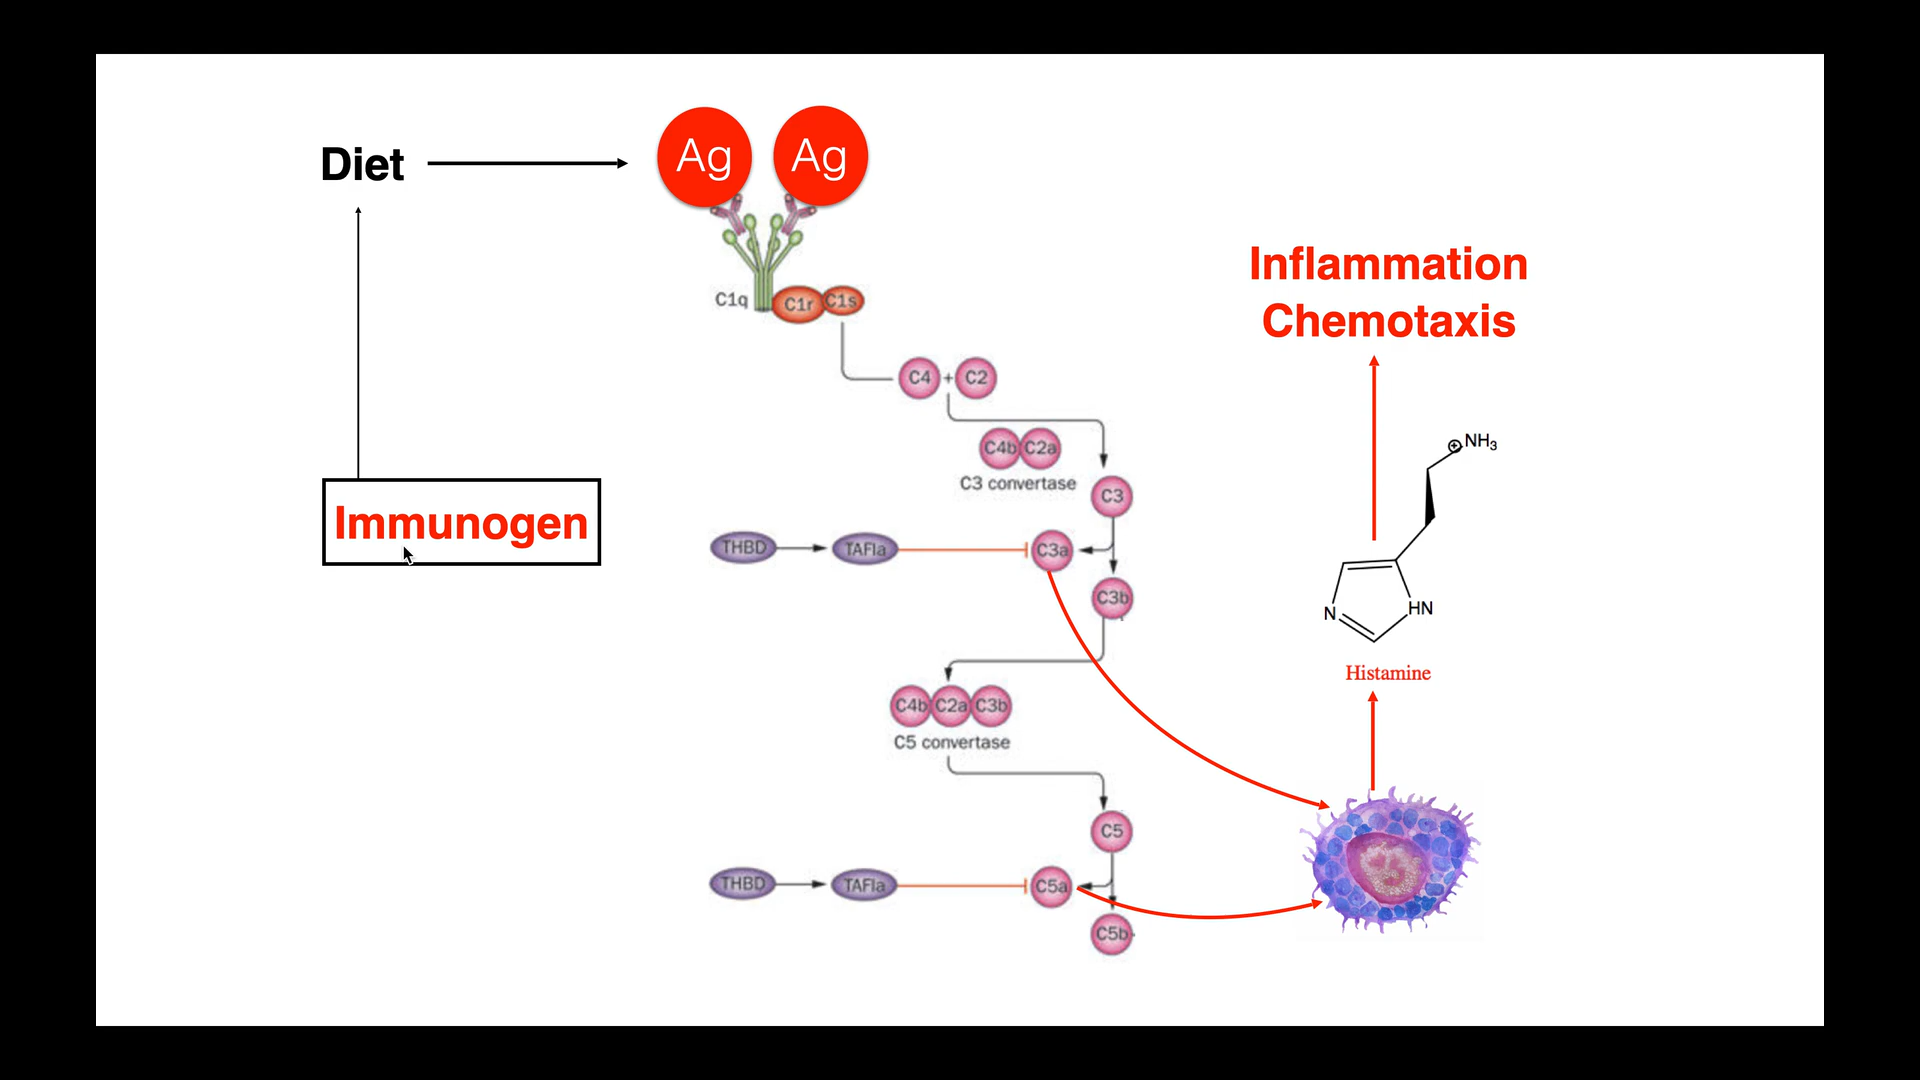 Diet
Ag Ag
C1q C1r C1s
C4 + C2
C4b C2a
C3 convertase
C3
THBD TAFIa C3a
C3b
C4b C2a C3b
C5 convertase
C5
THBD TAFIa C5a
C5b
Immunogen
Inflammation
Chemotaxis
⊕NH₃
N HN
Histamine